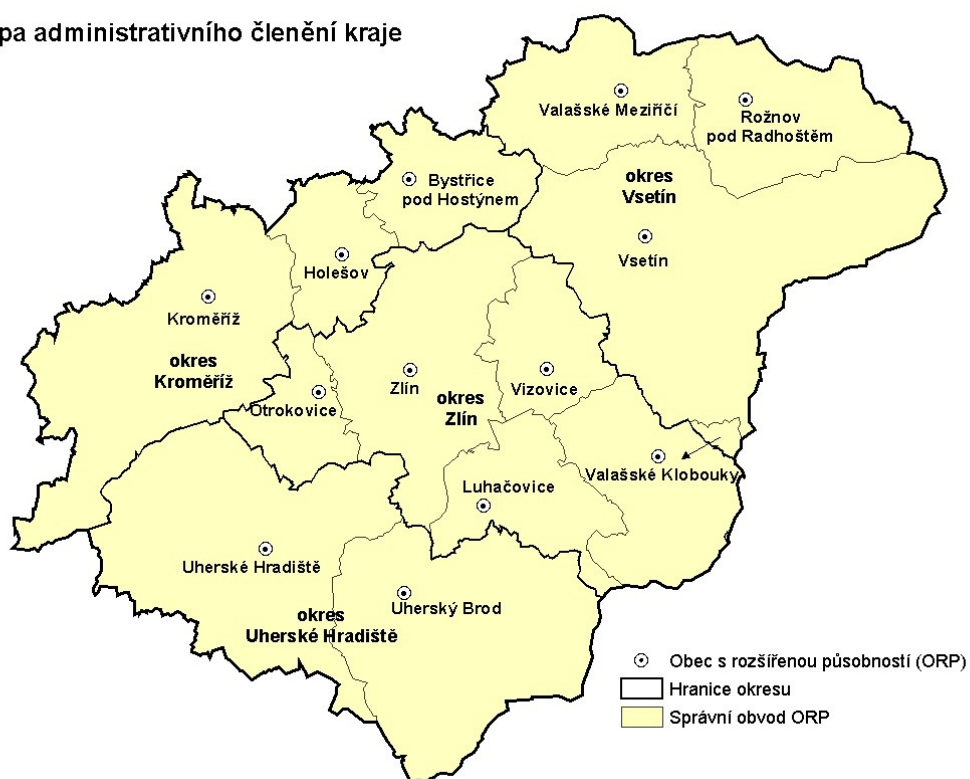 pa administrativního členění kraje
Valašské Meziříčí
Rožnov
pod Radhoštěm
Bystřice
pod Hostýnem
okres
Vsetín
Vsetín
Holešov
Kroměříž
okres
Kroměříž
Otrokovice
Zlín
okres
Zlín
Vizovice
Valašské Klobouky
Luhačovice
Uherské Hradiště
okres
Uherské Hradiště
Uherský Brod
Obec s rozšířenou působností (ORP)
Hranice okresu
Správní obvod ORP